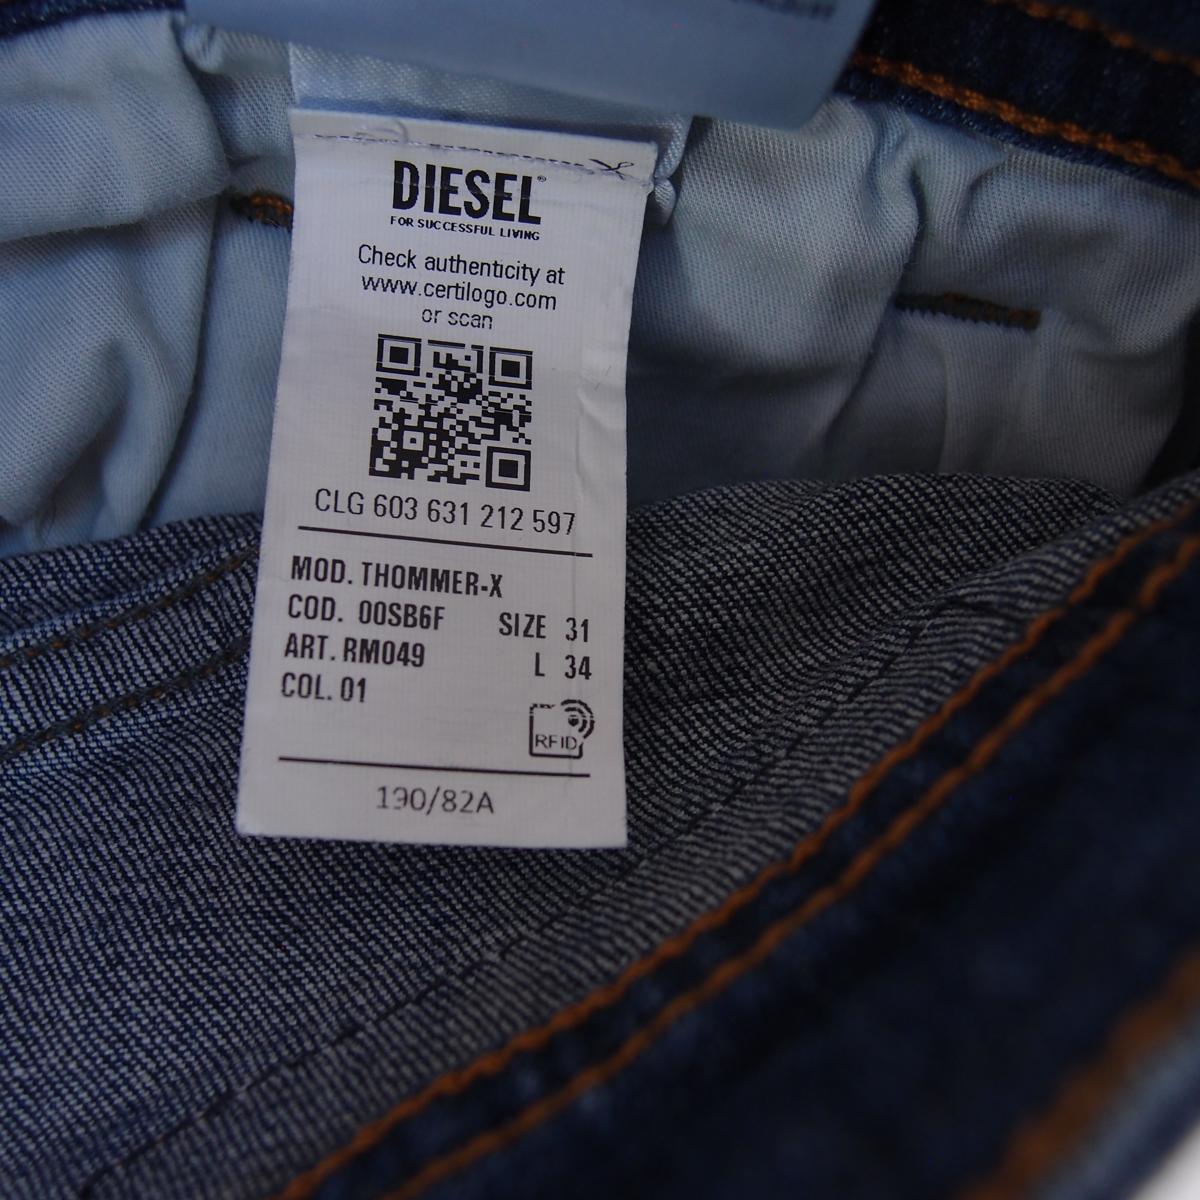 DIESEL®
FOR SUCCESSFUL LIVING
Check authenticity at
www.certilogo.com
or scan
CLG 603 631 212 597
MOD. THOMMER-X
COD. 00SB6F SIZE 31
ART. RM049 L 34
COL. 01
RFID
190/82A